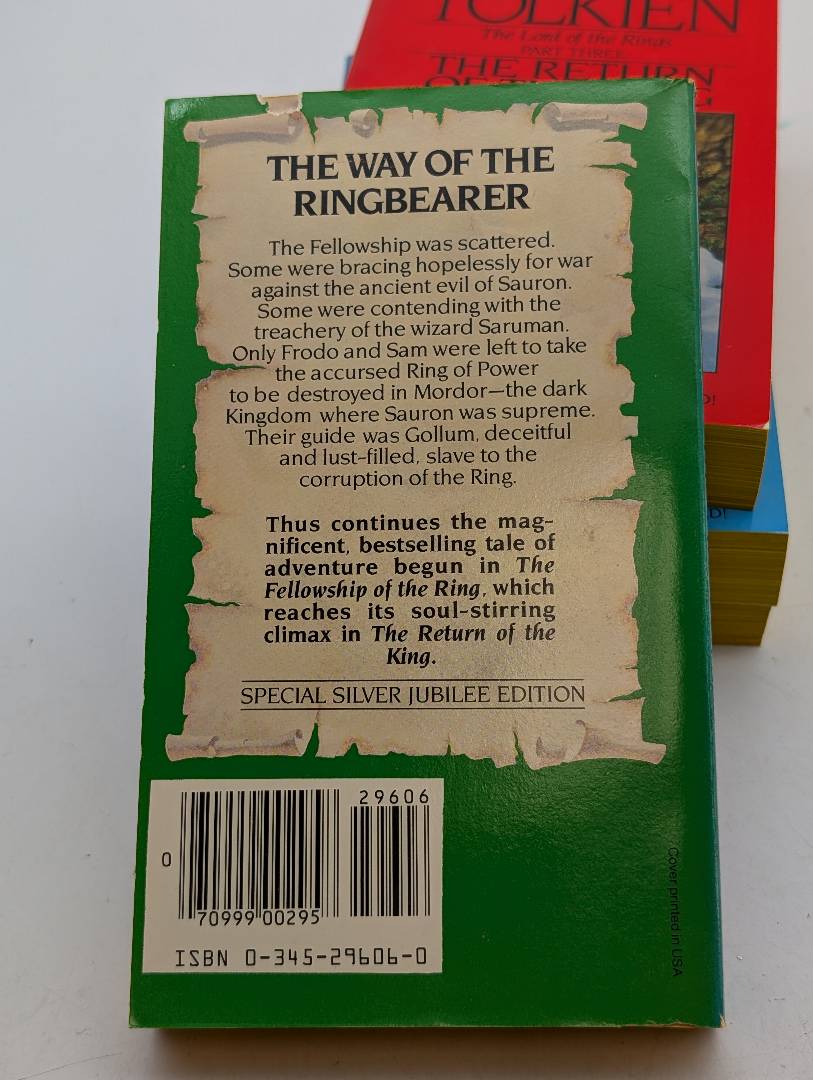 TOLKIEN
The Lord of the Rings
PART THREE
THE RETURN
THE WAY OF THE
RINGBEARER
The Fellowship was scattered.
Some were bracing hopelessly for war
against the ancient evil of Sauron.
Some were contending with the
treachery of the wizard Saruman.
Only Frodo and Sam were left to take
the accursed Ring of Power
to be destroyed in Mordor—the dark
Kingdom where Sauron was supreme.
Their guide was Gollum, deceitful
and lust-filled, slave to the
corruption of the Ring.
Thus continues the mag-
nificent, bestselling tale of
adventure begun in The
Fellowship of the Ring, which
reaches its soul-stirring
climax in The Return of the
King.
SPECIAL SILVER JUBILEE EDITION
29606
0
70999 00295
ISBN 0-345-29606-0
Cover printed in USA